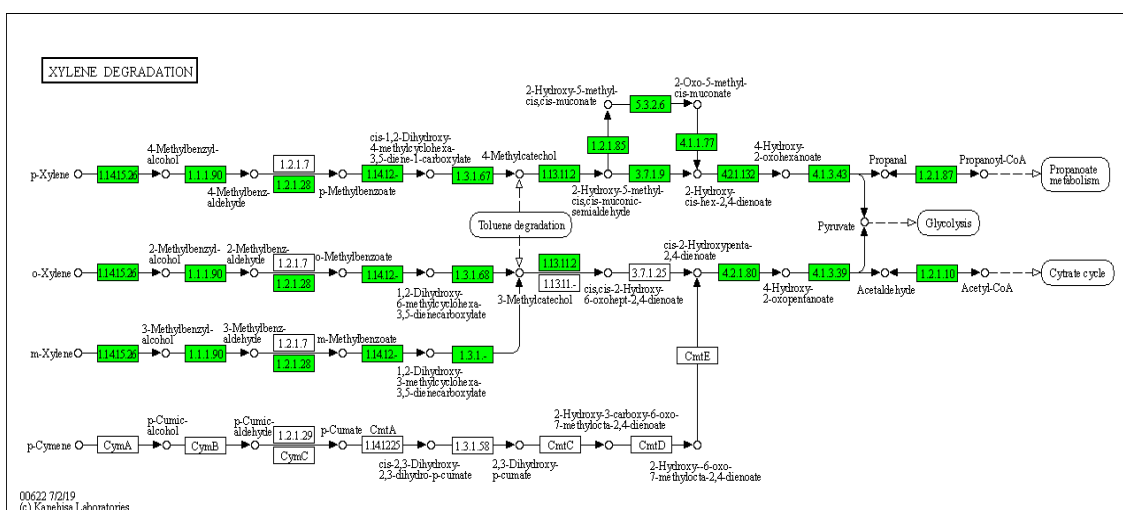 XYLENE DEGRADATION
2-Hydroxy-5-methyl-
cis,cis-muconate
5.3.2.6
2-Oxo-5-methyl-
cis-muconate
1.2.1.85
4.1.1.77
4-Methylbenzyl-
alcohol
cis-1,2-Dihydroxy-
4-methylcyclohexa-
3,5-diene-1-carboxylate
4-Methylcatechol
4-Hydroxy-
2-oxohexanoate
Propanal
Propanoyl-CoA
p-Xylene
1.14.15.26
1.1.1.90
1.2.1.7
1.2.1.28
1.14.12.-
1.3.1.67
1.13.11.2
3.7.1.9
4.2.1.132
4.1.3.43
1.2.1.87
Propanoate
metabolism
4-Methylbenz-
aldehyde
p-Methylbenzoate
2-Hydroxy-5-methyl-
cis,cis-muconic-
semialdehyde
2-Hydroxy-
cis-hex-2,4-dienoate
Toluene degradation
Pyruvate
Glycolysis
2-Methylbenzyl-
alcohol
2-Methylbenz-
aldehyde
o-Methylbenzoate
cis-2-Hydroxypenta-
2,4-dienoate
o-Xylene
1.14.15.26
1.1.1.90
1.2.1.7
1.2.1.28
1.14.12.-
1.3.1.68
1.13.11.2
1.13.11.-
3.7.1.25
4.2.1.80
4.1.3.39
1.2.1.10
Cytrate cycle
1,2-Dihydroxy-
6-methylcyclohexa-
3,5-dienecarboxylate
3-Methylcatechol
cis,cis-2-Hydroxy-
6-oxohept-2,4-dienoate
4-Hydroxy-
2-oxopentanoate
Acetaldehyde
Acetyl-CoA
3-Methylbenzyl-
alcohol
3-Methylbenz-
aldehyde
m-Methylbenzoate
m-Xylene
1.14.15.26
1.1.1.90
1.2.1.7
1.2.1.28
1.14.12.-
1.3.1.-
CmtE
1,2-Dihydroxy-
3-methylcyclohexa-
3,5-dienecarboxylate
p-Cumic-
alcohol
p-Cumic-
aldehyde
p-Cumate
CmtA
2-Hydroxy-3-carboxy-6-oxo-
7-methylocta-2,4-dienoate
p-Cymene
CymA
CymB
1.2.1.29
CymC
1.14.12.25
1.3.1.58
CmtC
CmtD
cis-2,3-Dihydroxy-
2,3-dihydro-p-cumate
2,3-Dihydroxy-
p-cumate
2-Hydroxy--6-oxo-
7-methylocta-2,4-dienoate
00622 7/2/19
(c) Kanehisa Laboratories